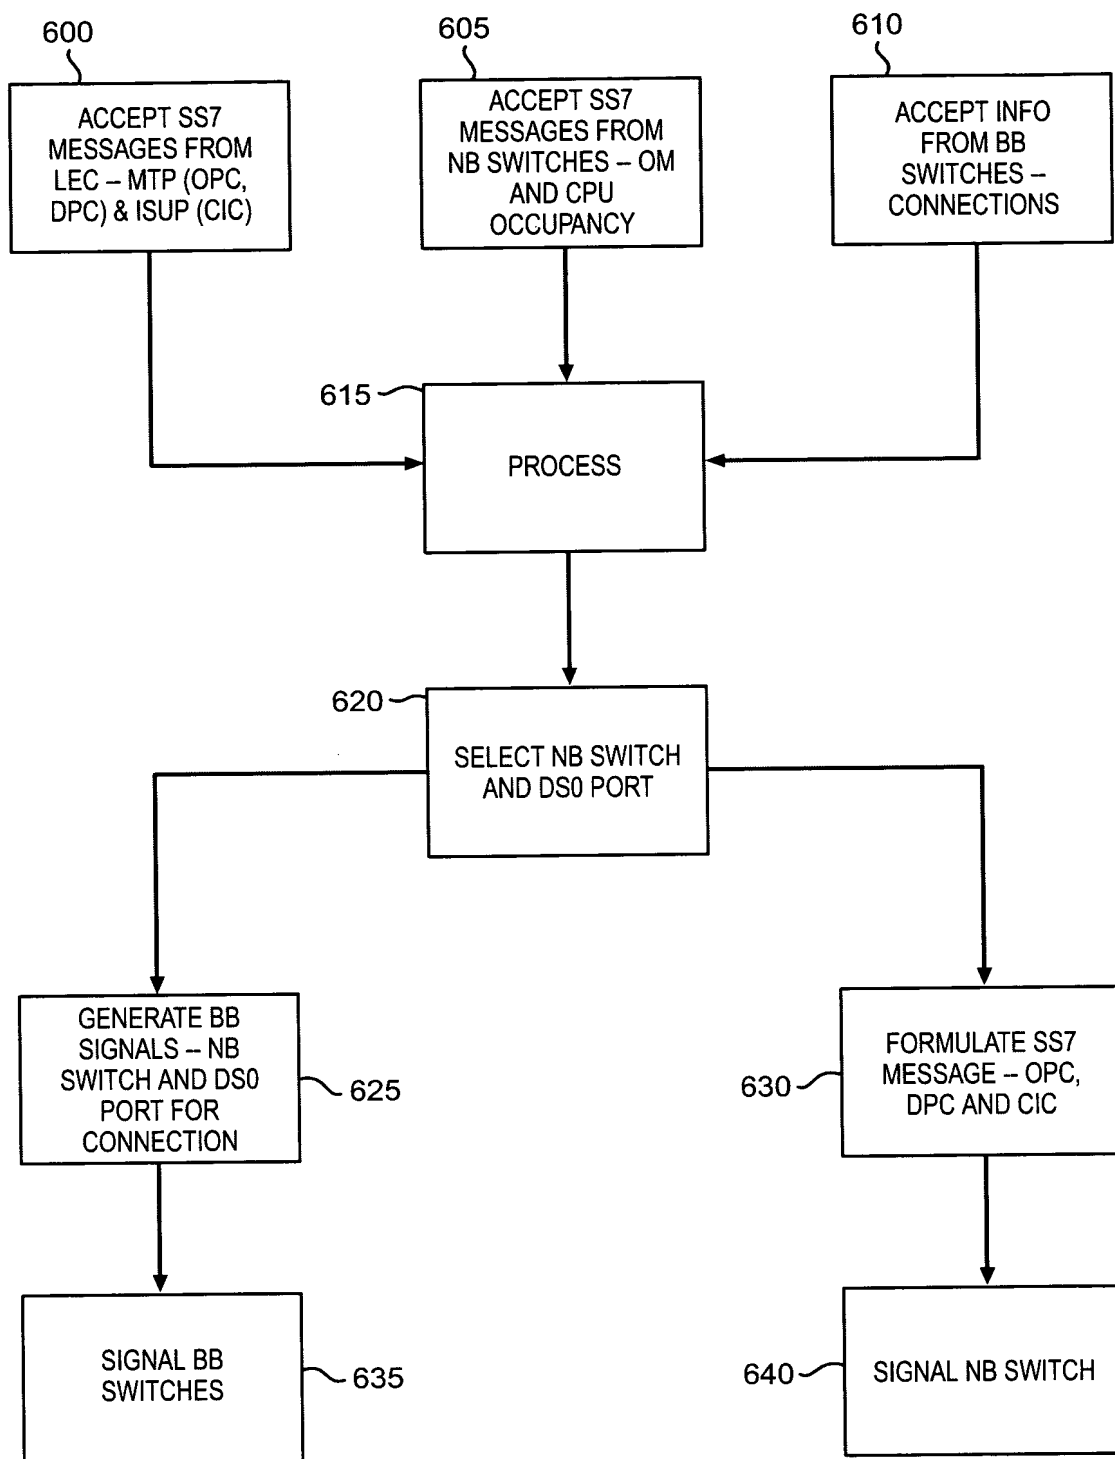 600
605
610
ACCEPT SS7
MESSAGES FROM
LEC – MTP (OPC,
DPC) & ISUP (CIC)
ACCEPT SS7
MESSAGES FROM
NB SWITCHES – OM
AND CPU
OCCUPANCY
ACCEPT INFO
FROM BB
SWITCHES –
CONNECTIONS
615
PROCESS
620
SELECT NB SWITCH
AND DS0 PORT
GENERATE BB
SIGNALS – NB
SWITCH AND DS0
PORT FOR
CONNECTION
625
630
FORMULATE SS7
MESSAGE – OPC,
DPC AND CIC
SIGNAL BB
SWITCHES
635
640
SIGNAL NB SWITCH